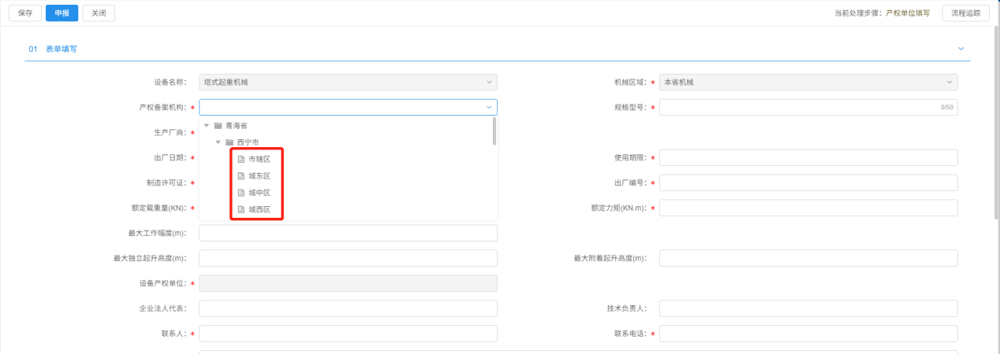 保存 申报 关闭 当前处理步骤：产权单位填写 流程追踪
01 表单填写
设备名称： 塔式起重机械 机械区域：* 本省机械
产权备案机构：* 规格型号：* 0/50
青海省
生产厂商：*
西宁市
出厂日期：* 市辖区 使用期限：*
城东区
制造许可证：* 出厂编号：*
城中区
额定载重量(KN)：* 城西区 额定力矩(KN.m)：*
最大工作幅度(m)：
最大独立起升高度(m)： 最大附着起升高度(m)：
设备产权单位：*
企业法人代表： 技术负责人：
联系人：* 联系电话：*